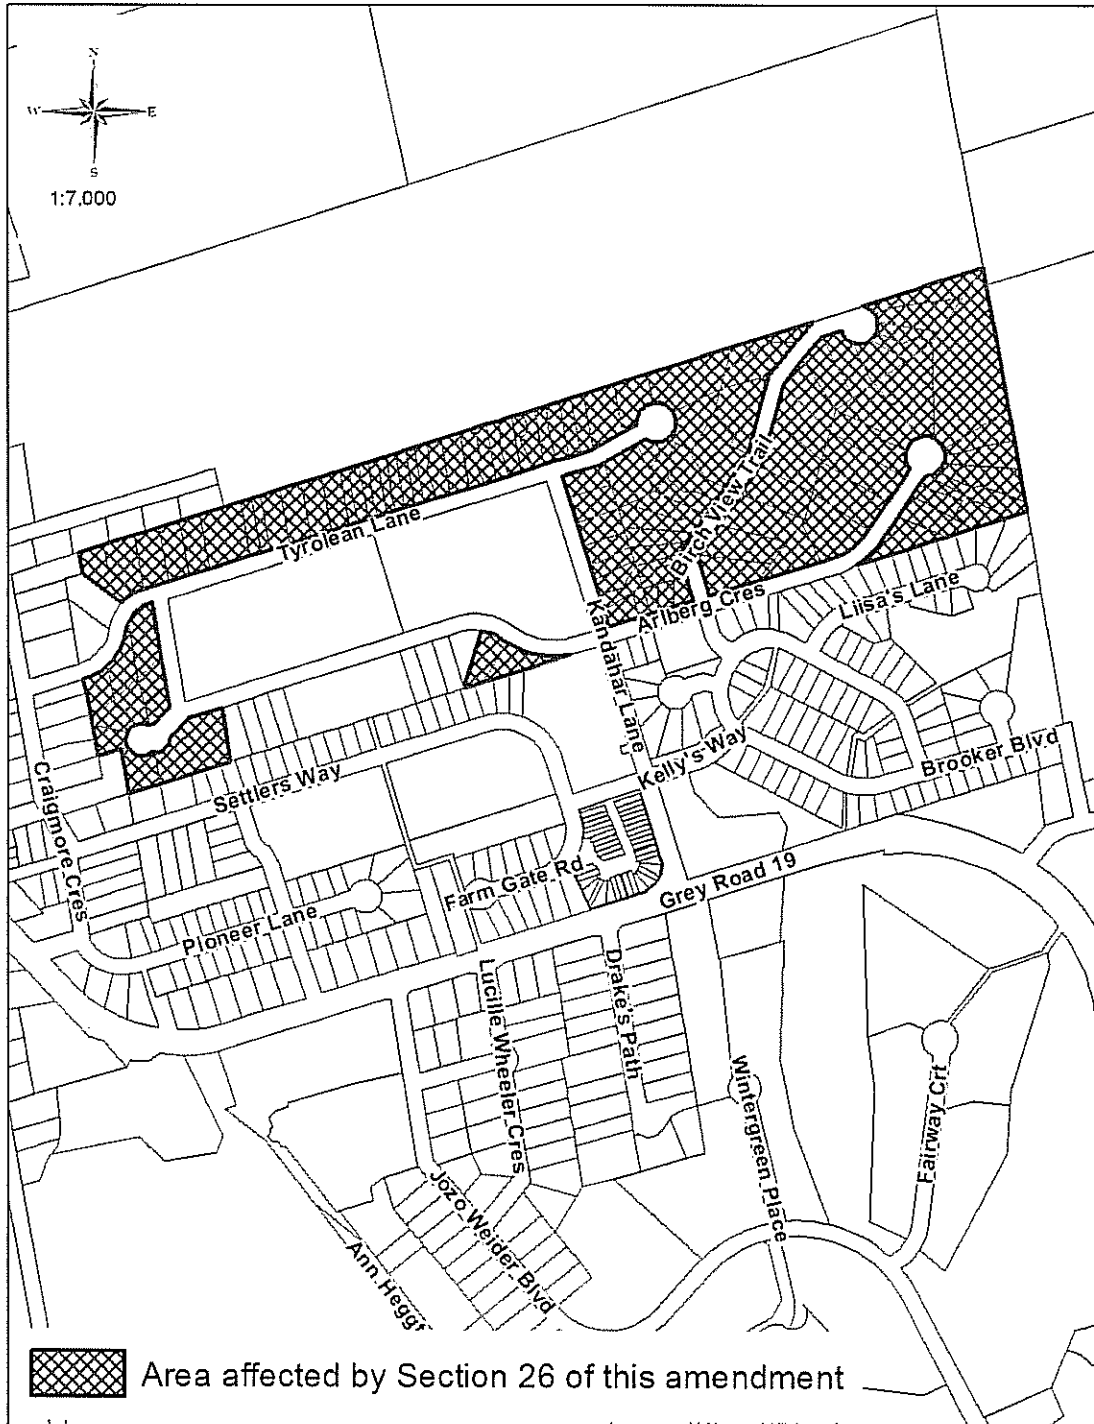 N
W E
S
1:7,000
Tyrolean Lane
Birch View Trail
Arlberg Cres
Liisa's Lane
Kandahar Lane
Kelly's Way
Brooker Blvd
Settlers Way
Craigmore Cres
Farm Gate Rd
Grey Road 19
Pioneer Lane
Lucille Wheeler Cres
Drake's Path
Wintergreen Place
Fairway Crt
Jozo Weider Blvd
Ann
Area affected by Section 26 of this amendment